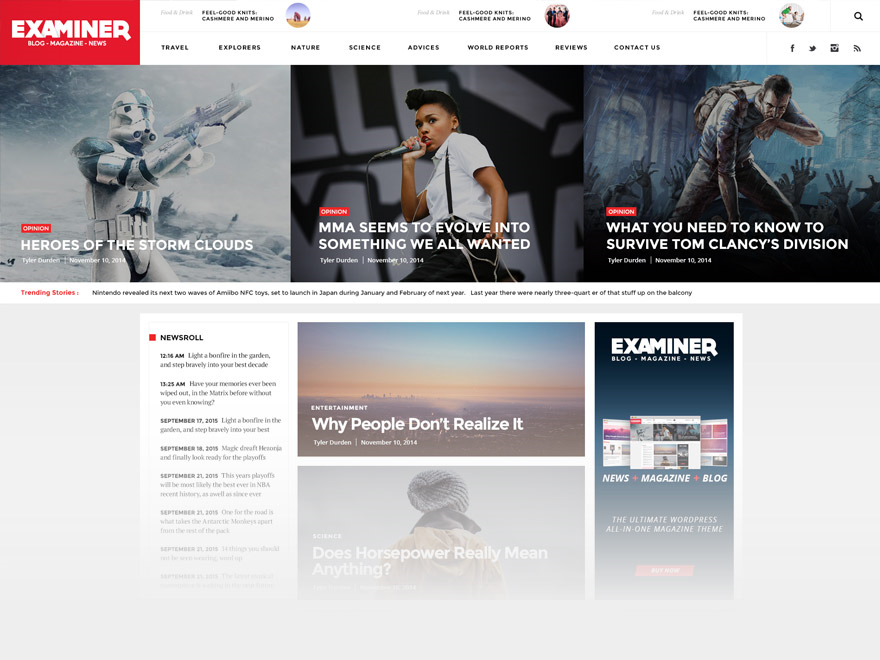 EXAMINER
BLOG • MAGAZINE • NEWS
Food & Drink
FEEL-GOOD KNITS:
CASHMERE AND MERINO
Food & Drink
FEEL-GOOD KNITS:
CASHMERE AND MERINO
Food & Drink
FEEL-GOOD KNITS:
CASHMERE AND MERINO
TRAVEL EXPLORERS NATURE SCIENCE ADVICES WORLD REPORTS REVIEWS CONTACT US
OPINION
HEROES OF THE STORM CLOUDS
Tyler Durden | November 10, 2014
OPINION
MMA SEEMS TO EVOLVE INTO
SOMETHING WE ALL WANTED
Tyler Durden | November 10, 2014
OPINION
WHAT YOU NEED TO KNOW TO
SURVIVE TOM CLANCY'S DIVISION
Tyler Durden | November 10, 2014
Trending Stories : Nintendo revealed its next two waves of Amiibo NFC toys, set to launch in Japan during January and February of next year. Last year there were nearly three-quart er of that stuff up on the balcony
NEWSROLL
12:16 AM Light a bonfire in the garden,
and step bravely into your best decade
13:25 AM Have your memories ever been
wiped out, in the Matrix before without
you even knowing?
SEPTEMBER 17, 2015 Light a bonfire in the
garden, and step bravely into your best
SEPTEMBER 18, 2015 Magic dreaft Hexonja
and finally look ready for the playoffs
SEPTEMBER 21, 2015 This years playoffs
will be most likely the best ever in NBA
recent history, as awell as since ever
SEPTEMBER 21, 2015 One for the road is
what takes the Antarctic Monkeys apart
from the rest of the pack
SEPTEMBER 21, 2015 14 things you should
not be
ENTERTAINMENT
Why People Don't Realize It
Tyler Durden | November 10, 2014
SCIENCE
Does Horsepower Really Mean
Anything?
EXAMINER
BLOG • MAGAZINE • NEWS
NEWS + MAGAZINE + BLOG
THE ULTIMATE WORDPRESS
ALL-IN-ONE MAGAZINE THEME
BUY NOW